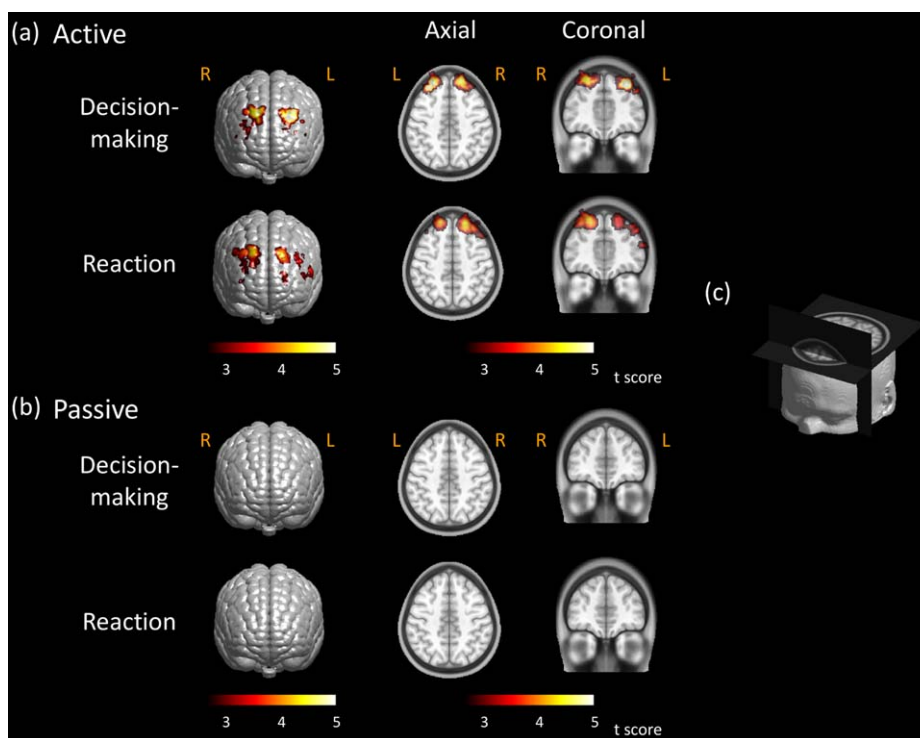 (a) Active
Axial
Coronal
R L L R R L
Decision-
making
Reaction
3 4 5 3 4 5
t score
(b) Passive
R L L R R L
Decision-
making
Reaction
3 4 5 3 4 5
t score
(c)